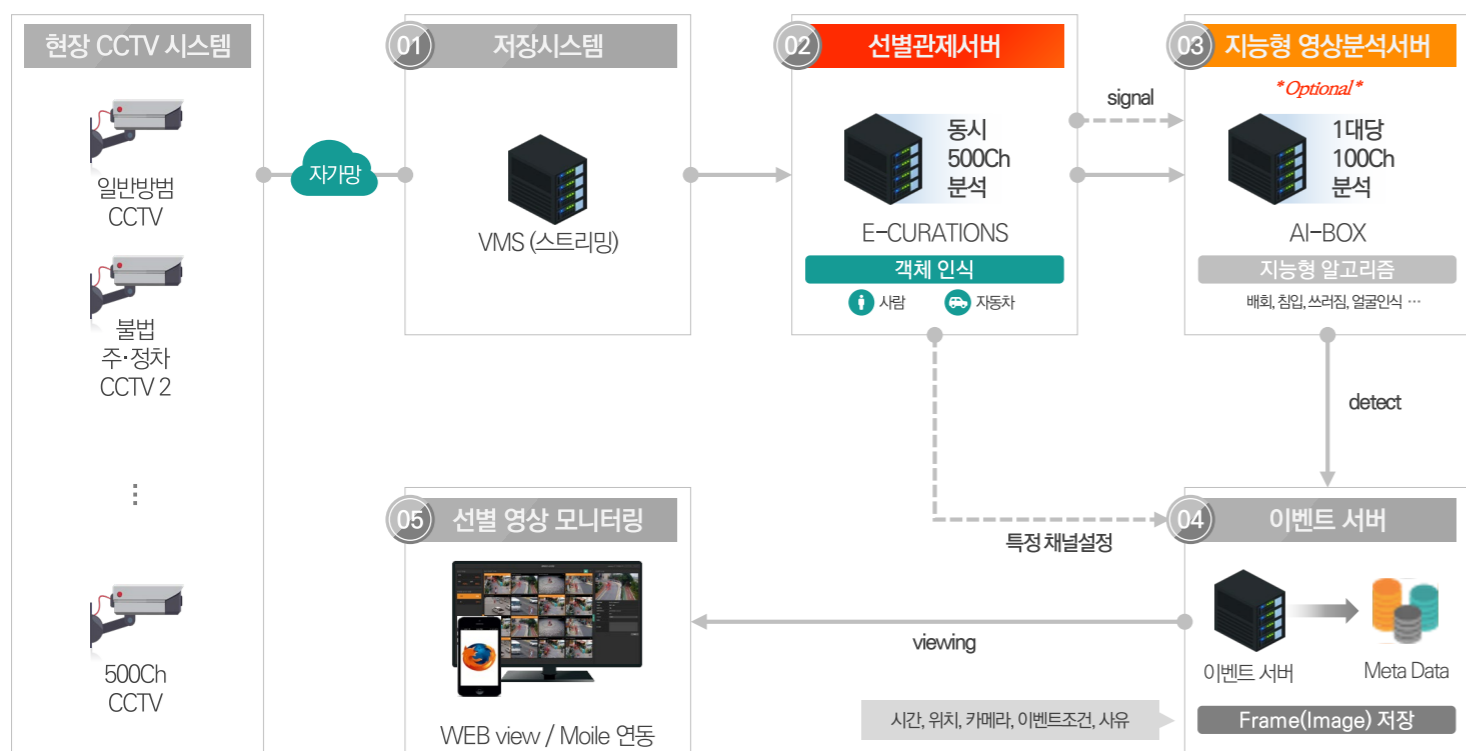 현장 CCTV 시스템
일반방범
CCTV
불법
주·정차
CCTV 2
⋮
500Ch
CCTV
자가망
01
저장시스템
VMS (스트리밍)
02
선별관제서버
동시
500Ch
분석
E-CURATIONS
객체 인식
사람
자동차
signal
03
지능형 영상분석서버
*Optional*
1대당
100Ch
분석
AI-BOX
지능형 알고리즘
배회, 침입, 쓰러짐, 얼굴인식 ···
detect
특정 채널설정
04
이벤트 서버
이벤트 서버
Meta Data
Frame(Image) 저장
시간, 위치, 카메라, 이벤트조건, 사유
viewing
05
선별 영상 모니터링
WEB view / Moile 연동